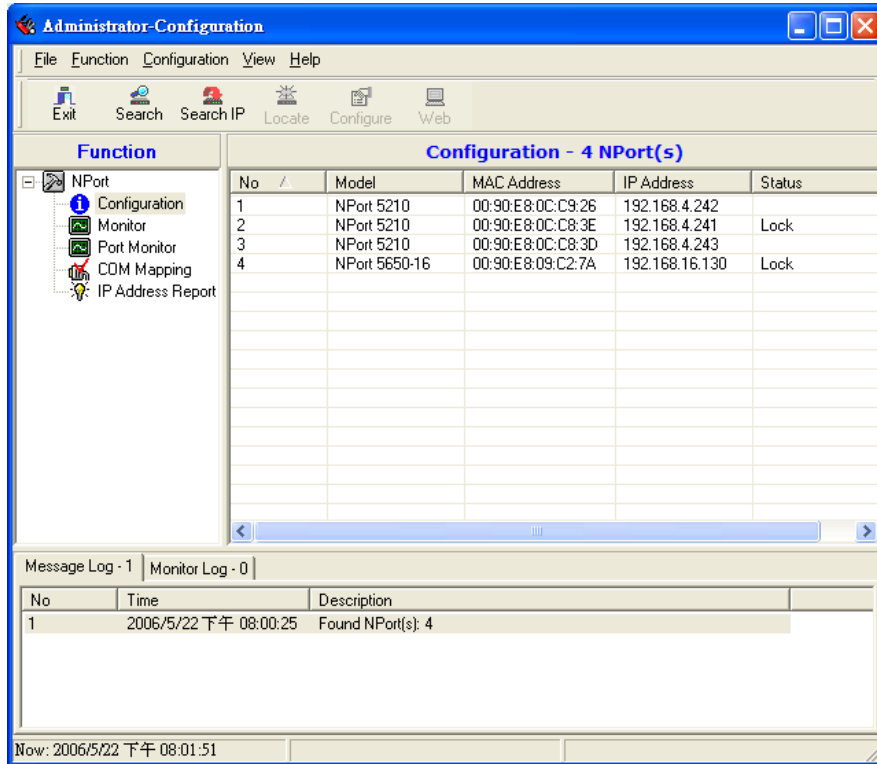 Administrator-Configuration
File Function Configuration View Help
Exit Search Search IP Locate Configure Web
Function
Configuration - 4 NPort(s)
NPort
Configuration
Monitor
Port Monitor
COM Mapping
IP Address Report
No Model MAC Address IP Address Status
1 NPort 5210 00:90:E8:0C:C9:26 192.168.4.242
2 NPort 5210 00:90:E8:0C:C8:3E 192.168.4.241 Lock
3 NPort 5210 00:90:E8:0C:C8:3D 192.168.4.243
4 NPort 5650-16 00:90:E8:09:C2:7A 192.168.16.130 Lock
Message Log - 1 Monitor Log - 0
No Time Description
1 2006/5/22 下午 08:00:25 Found NPort(s): 4
Now: 2006/5/22 下午 08:01:51